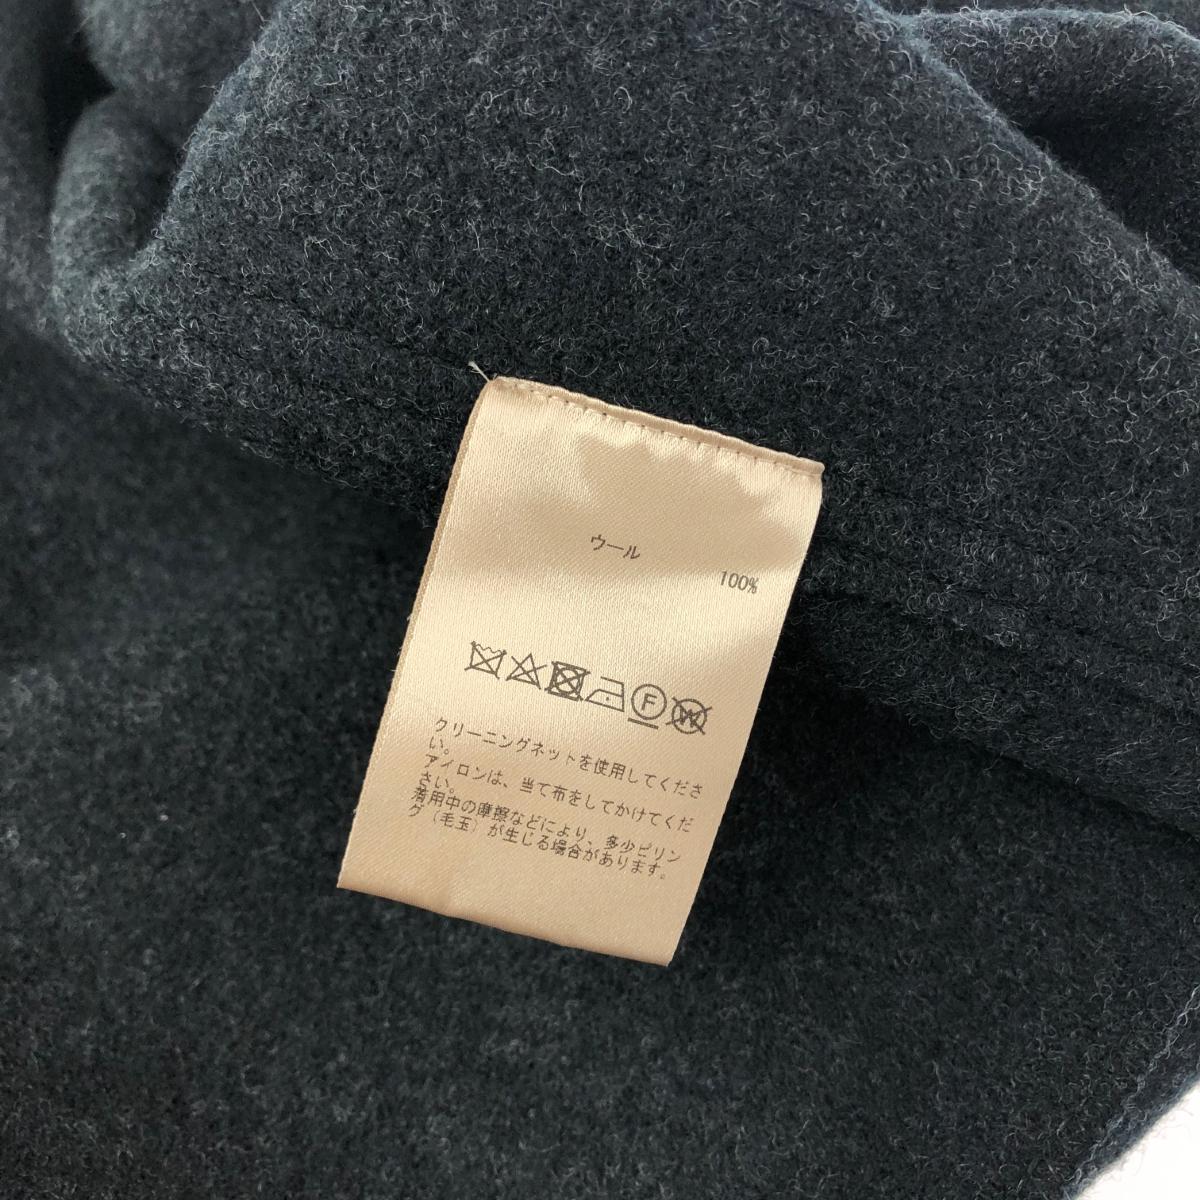 ウール
100%
F W
クリーニングネットを使用してくださ
い。
アイロンは、当て布をしてかけてくだ
さい。
着用中の摩擦などにより、多少ピリン
グ（毛玉）が生じる場合があります。